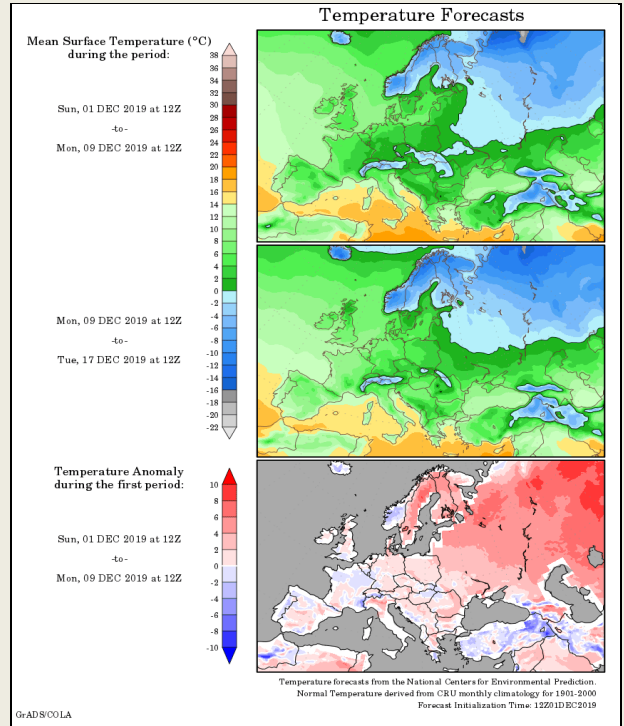 Temperature Forecasts
Mean Surface Temperature (°C)
during the period:
Sun, 01 DEC 2019 at 12Z
-to-
Mon, 09 DEC 2019 at 12Z
38
36
34
32
30
28
26
24
22
20
18
16
14
12
10
8
6
4
2
0
-2
-4
-6
-8
-10
-12
-14
-16
-18
-20
-22
Mon, 09 DEC 2019 at 12Z
-to-
Tue, 17 DEC 2019 at 12Z
Temperature Anomaly
during the first period:
Sun, 01 DEC 2019 at 12Z
-to-
Mon, 09 DEC 2019 at 12Z
10
8
6
4
2
0
-2
-4
-6
-8
-10
Temperature forecasts from the National Centers for Environmental Prediction.
Normal Temperature derived from CRU monthly climatology for 1901-2000
Forecast Initialization Time: 12Z01DEC2019
GrADS/COLA